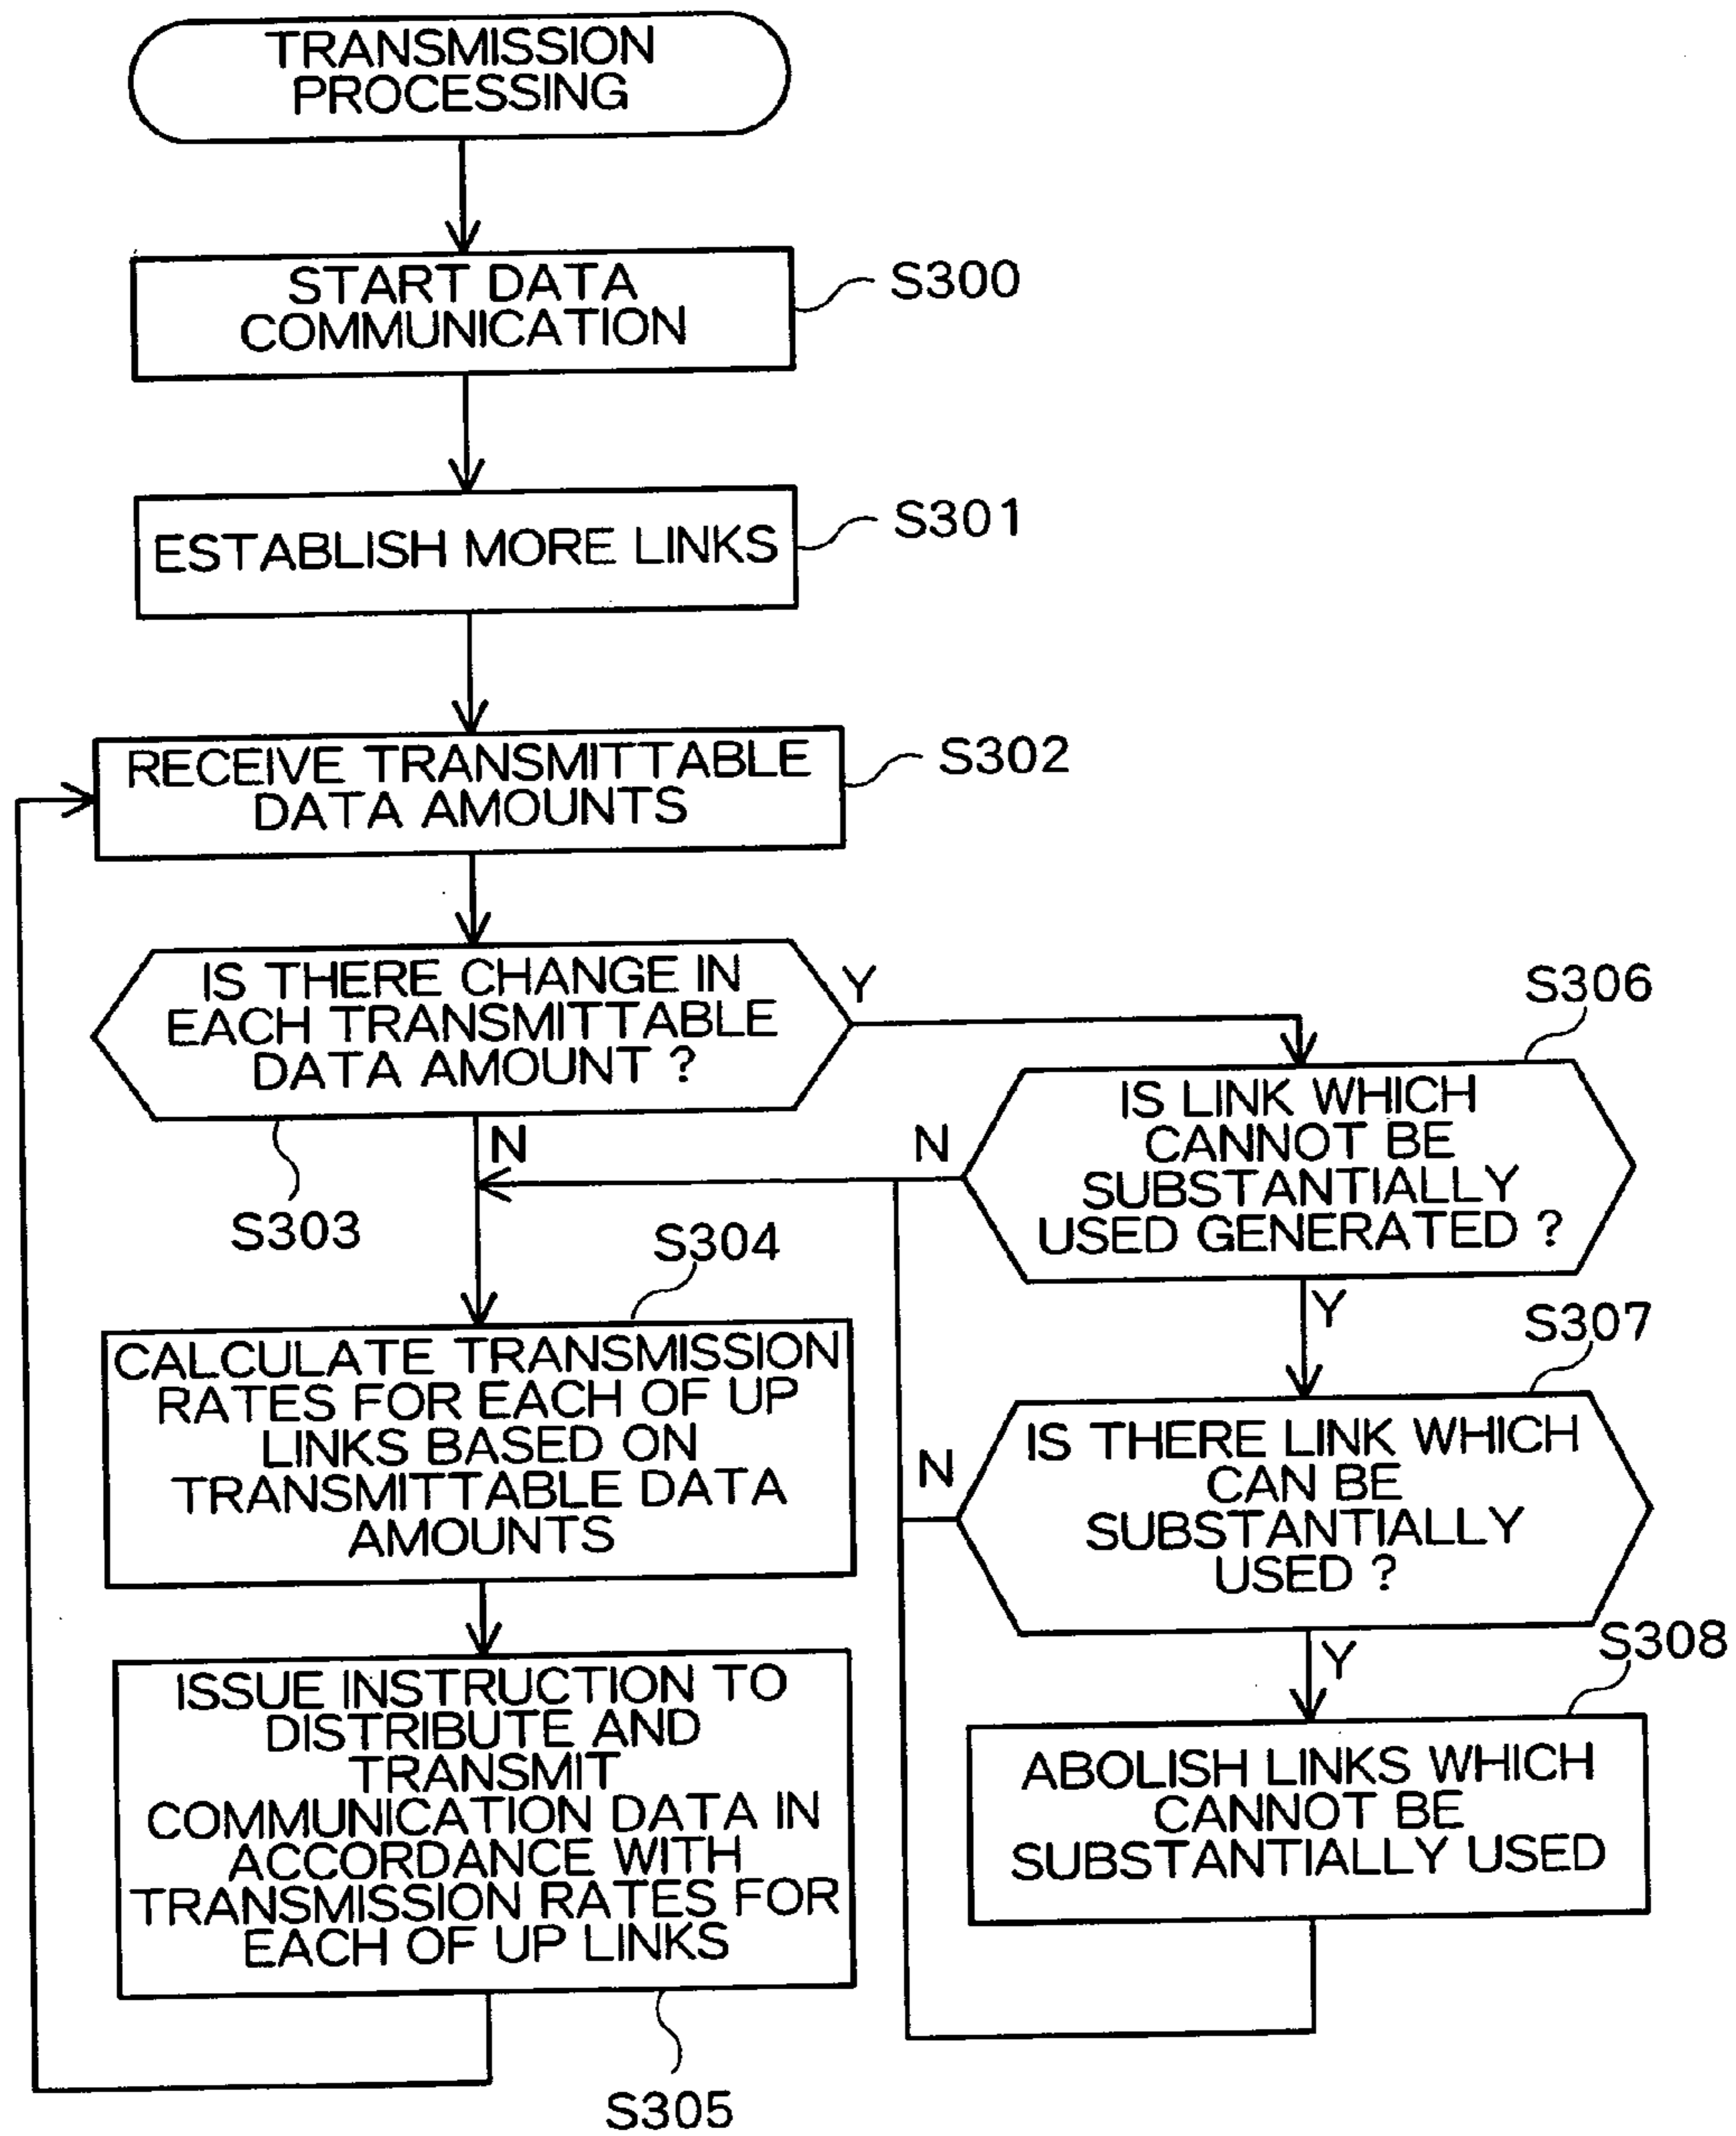 TRANSMISSION
PROCESSING
START DATA
COMMUNICATION
S300
ESTABLISH MORE LINKS
S301
RECEIVE TRANSMITTABLE
DATA AMOUNTS
S302
IS THERE CHANGE IN
EACH TRANSMITTABLE
DATA AMOUNT ?
Y
N
S303
S306
IS LINK WHICH
CANNOT BE
SUBSTANTIALLY
USED GENERATED ?
N
Y
S304
CALCULATE TRANSMISSION
RATES FOR EACH OF UP
LINKS BASED ON
TRANSMITTABLE DATA
AMOUNTS
S307
IS THERE LINK WHICH
CAN BE
SUBSTANTIALLY
USED ?
N
Y
ISSUE INSTRUCTION TO
DISTRIBUTE AND
TRANSMIT
COMMUNICATION DATA IN
ACCORDANCE WITH
TRANSMISSION RATES FOR
EACH OF UP LINKS
S305
S308
ABOLISH LINKS WHICH
CANNOT BE
SUBSTANTIALLY USED